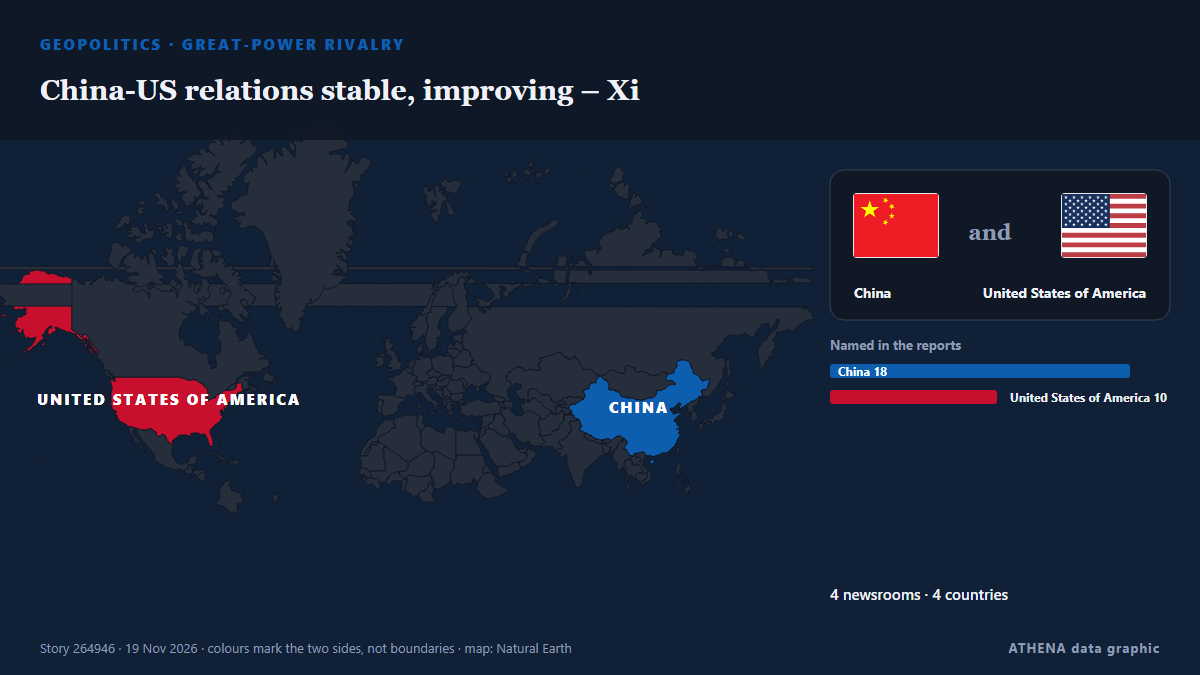 GEOPOLITICS · GREAT-POWER RIVALRY
China-US relations stable, improving – Xi
and
China
United States of America
Named in the reports
China 18
United States of America 10
UNITED STATES OF AMERICA
CHINA
4 newsrooms · 4 countries
Story 264946 · 19 Nov 2026 · colours mark the two sides, not boundaries · map: Natural Earth
ATHENA data graphic